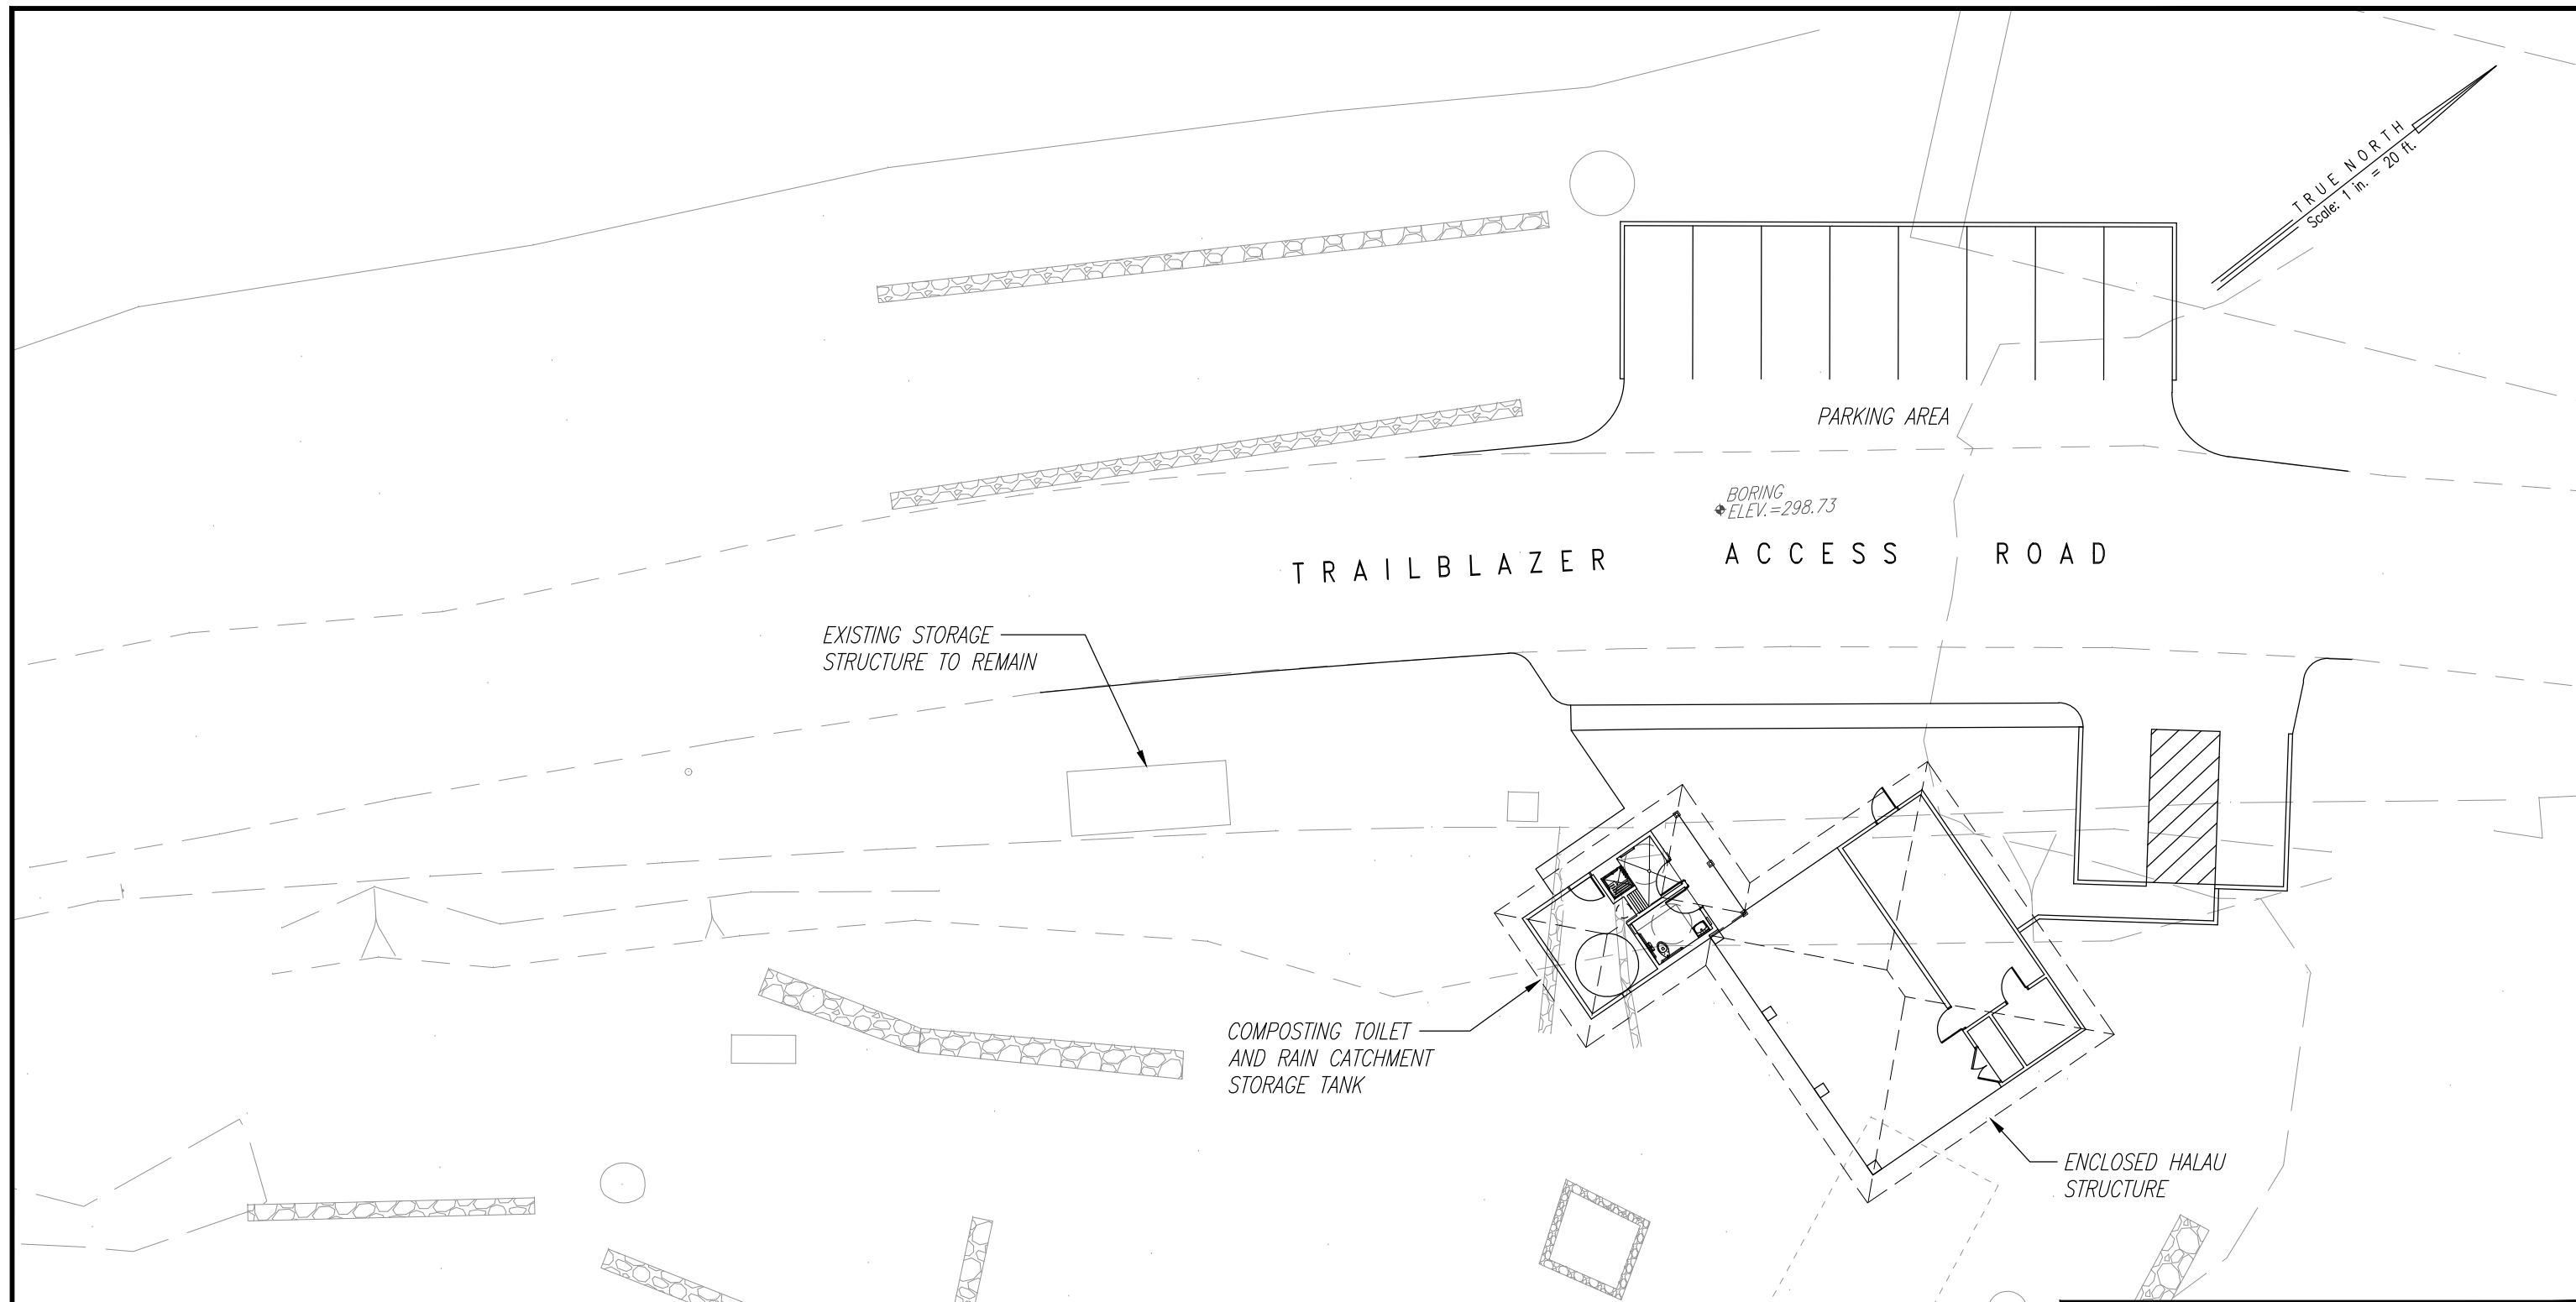 TRUE NORTH
Scale: 1 in. = 20 ft.
PARKING AREA
BORING
ELEV.=298.73
TRAILBLAZER ACCESS ROAD
EXISTING STORAGE
STRUCTURE TO REMAIN
COMPOSTING TOILET
AND RAIN CATCHMENT
STORAGE TANK
ENCLOSED HALAU
STRUCTURE